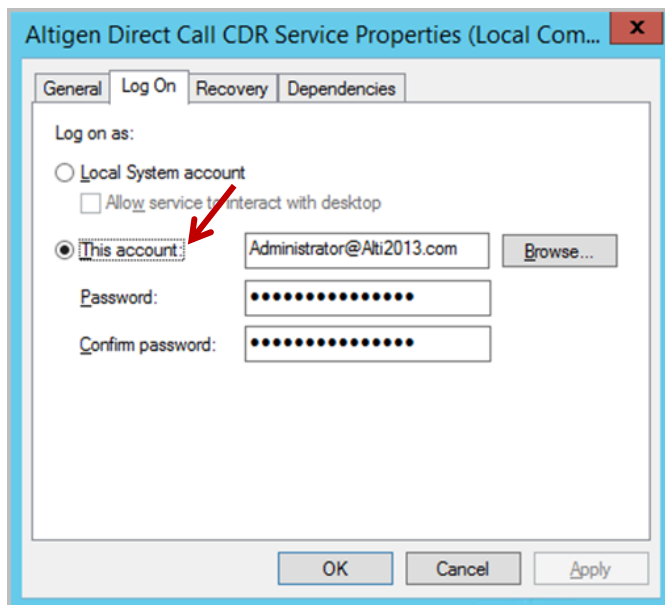 Altigen Direct Call CDR Service Properties (Local Com... x
General Log On Recovery Dependencies
Log on as:
Local System account
Allow service to interact with desktop
This account: Administrator@Alti2013.com Browse...
Password: •••••••••••••••
Confirm password: •••••••••••••••
OK Cancel Apply